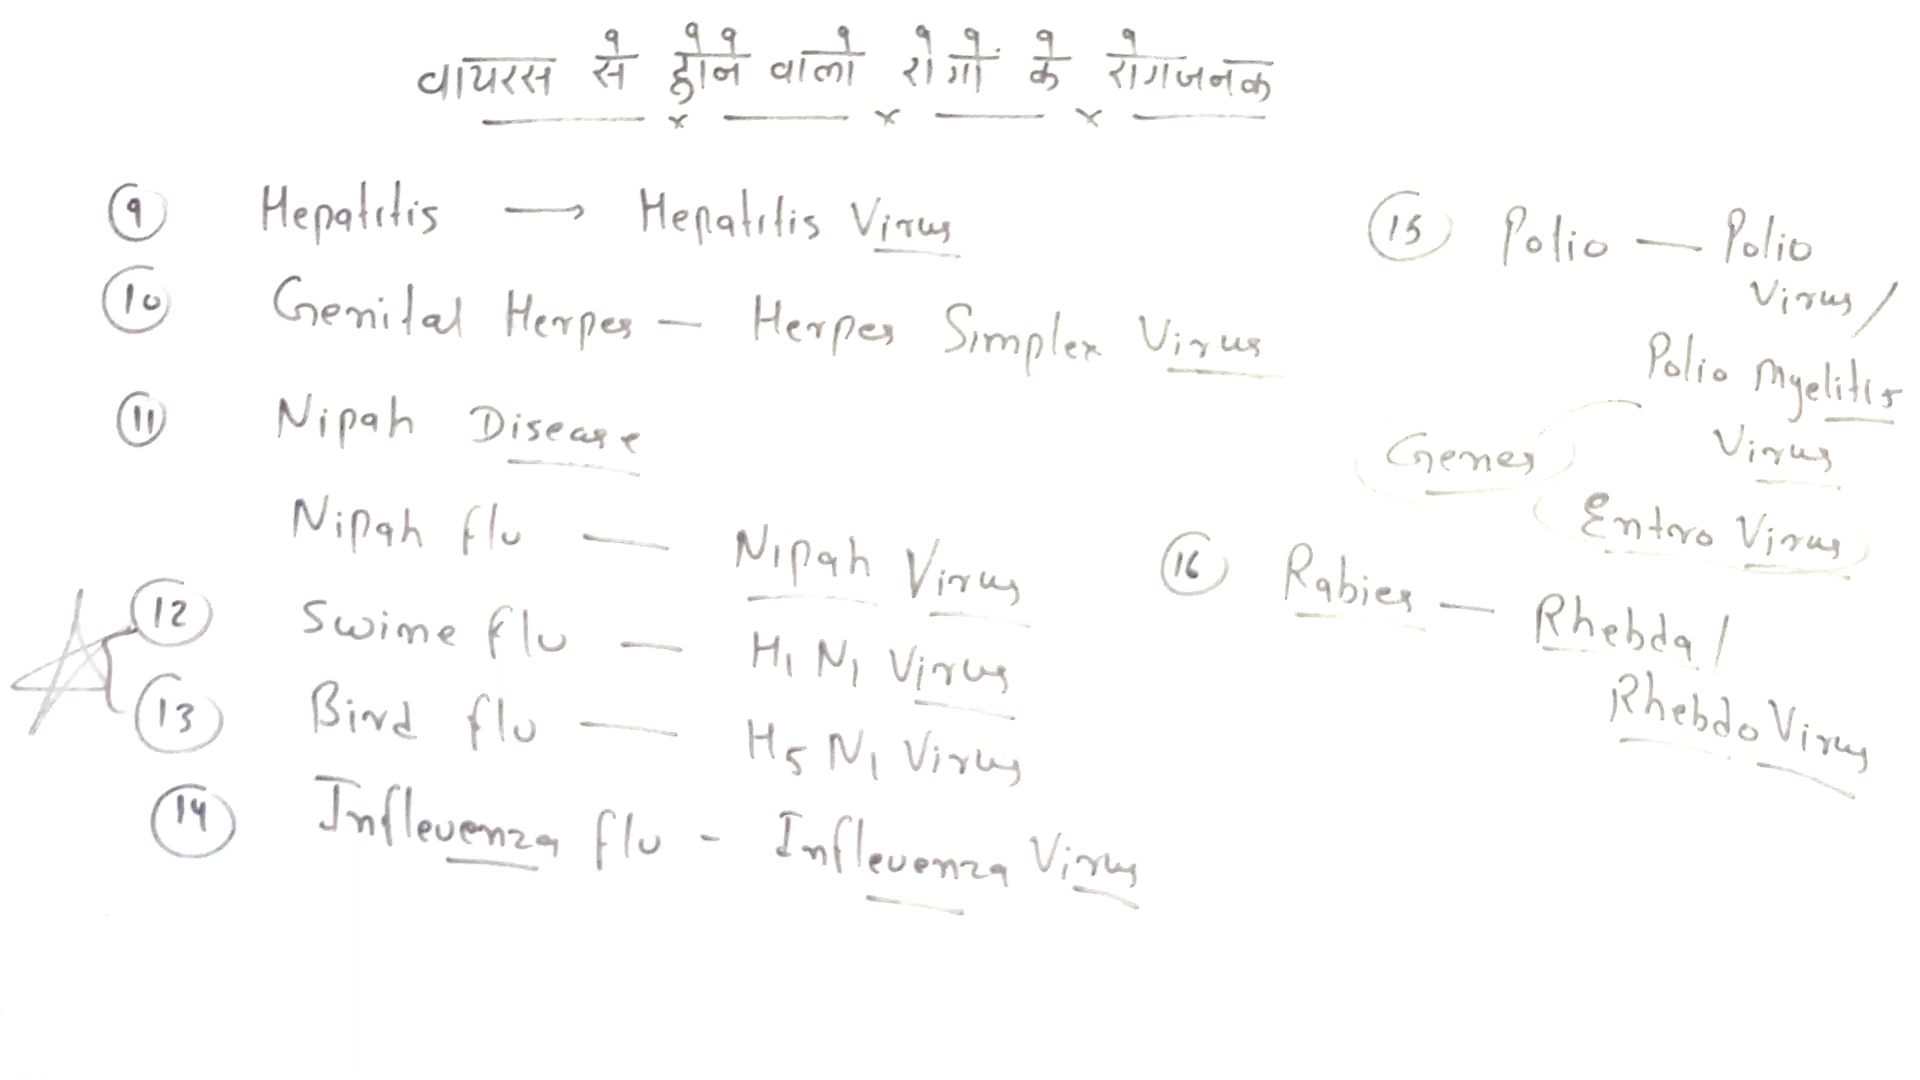 वायरस से होने वाले रोगों के रोगजनक
9 Hepatitis → Hepatitis Virus
10 Genital Herpes — Herpes Simplex Virus
11 Nipah Disease
Nipah flu — Nipah Virus
12 Swine flu — H1 N1 Virus
13 Bird flu — H5 N1 Virus
14 Inflevenza flu - Inflevenza Virus
15 Polio — Polio
Virus /
Polio Myelitis
Virus
Genes
Entro Virus
16 Rabies — Rhebda /
Rhebdo Virus